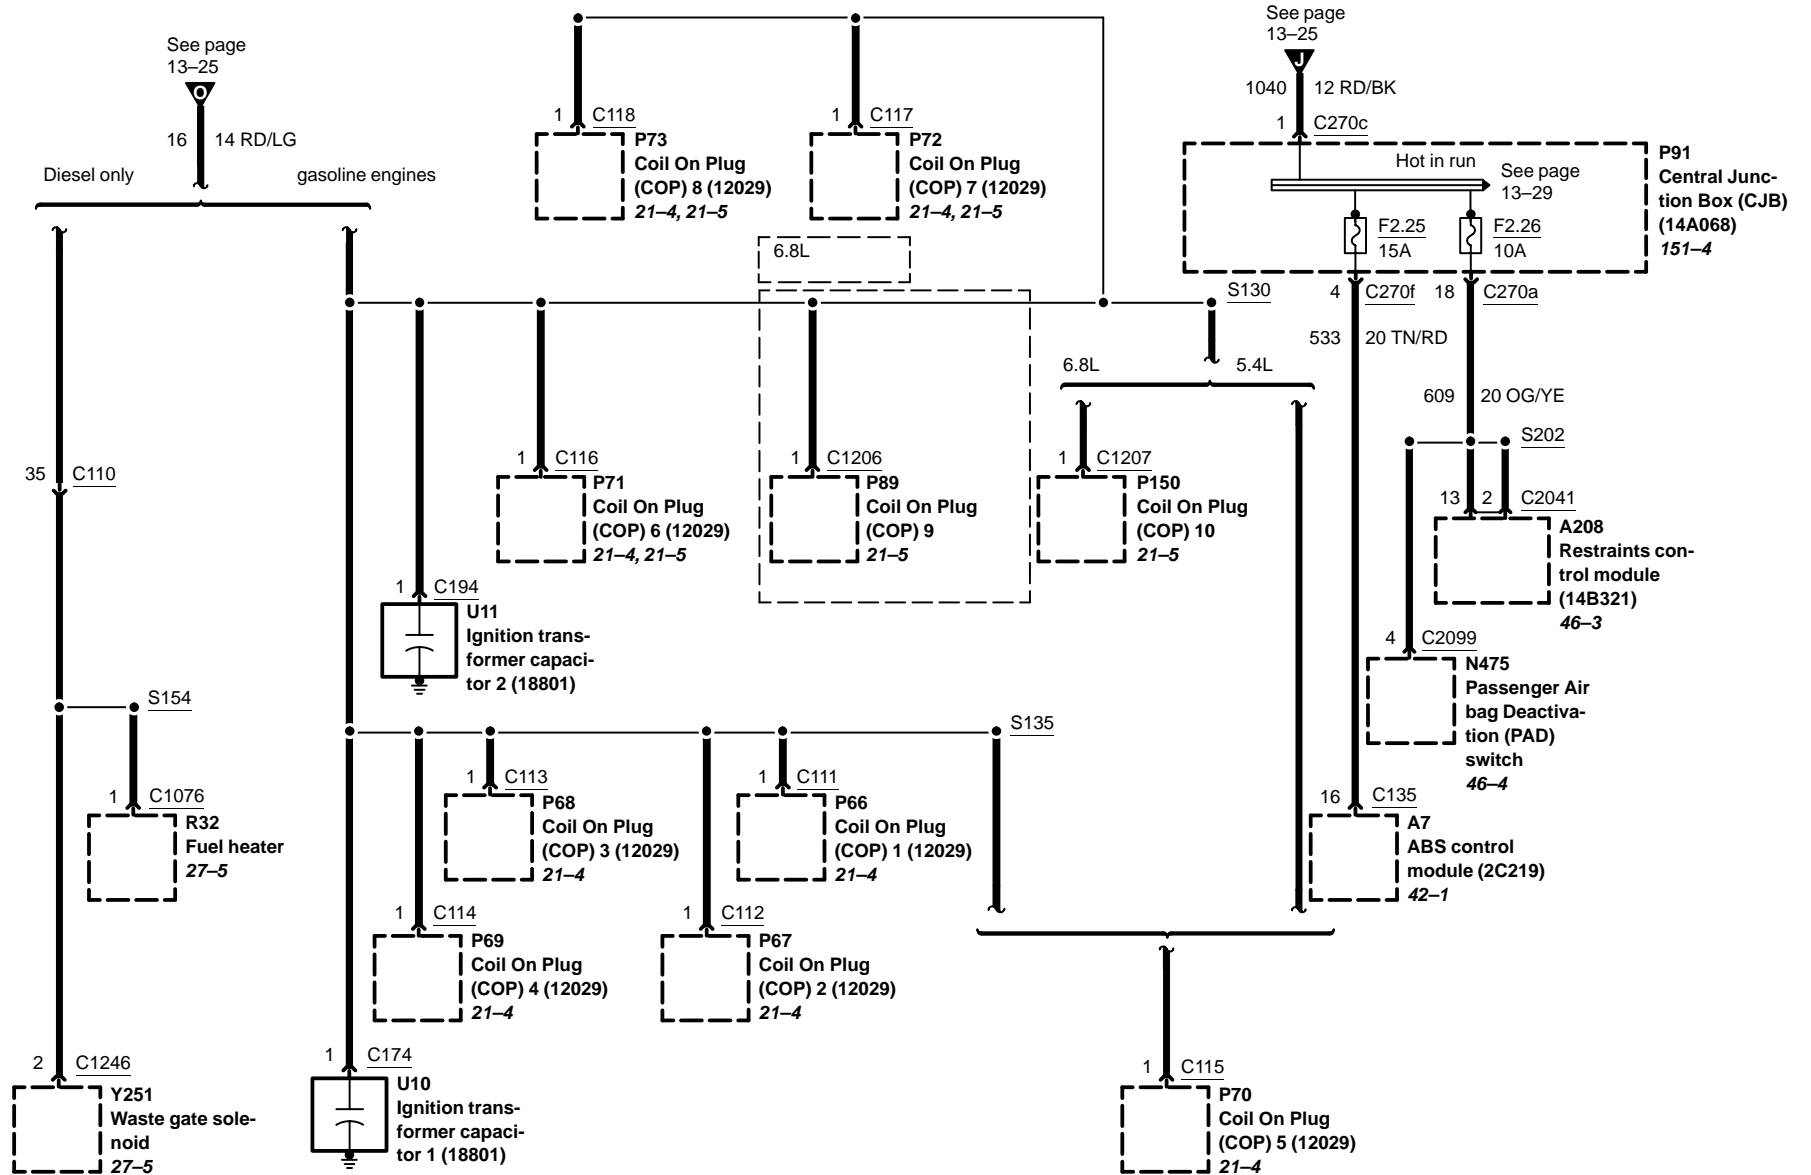 See page
13–25
O
16
14 RD/LG
Diesel only
gasoline engines
1
C118
P73
Coil On Plug
(COP) 8 (12029)
21–4, 21–5
1
C117
P72
Coil On Plug
(COP) 7 (12029)
21–4, 21–5
See page
13–25
J
1040
12 RD/BK
1
C270c
Hot in run
See page
13–29
F2.25
15A
F2.26
10A
P91
Central Junc-
tion Box (CJB)
(14A068)
151–4
6.8L
S130
4
C270f
18
C270a
533
20 TN/RD
6.8L
5.4L
609
20 OG/YE
S202
35
C110
1
C116
P71
Coil On Plug
(COP) 6 (12029)
21–4, 21–5
1
C1206
P89
Coil On Plug
(COP) 9
21–5
1
C1207
P150
Coil On Plug
(COP) 10
21–5
13
2
C2041
A208
Restraints con-
trol module
(14B321)
46–3
1
C194
U11
Ignition trans-
former capaci-
tor 2 (18801)
4
C2099
N475
Passenger Air
bag Deactiva-
tion (PAD)
switch
46–4
S154
S135
1
C1076
R32
Fuel heater
27–5
1
C113
P68
Coil On Plug
(COP) 3 (12029)
21–4
1
C111
P66
Coil On Plug
(COP) 1 (12029)
21–4
16
C135
A7
ABS control
module (2C219)
42–1
1
C114
P69
Coil On Plug
(COP) 4 (12029)
21–4
1
C112
P67
Coil On Plug
(COP) 2 (12029)
21–4
2
C1246
Y251
Waste gate sole-
noid
27–5
1
C174
U10
Ignition trans-
former capaci-
tor 1 (18801)
1
C115
P70
Coil On Plug
(COP) 5 (12029)
21–4